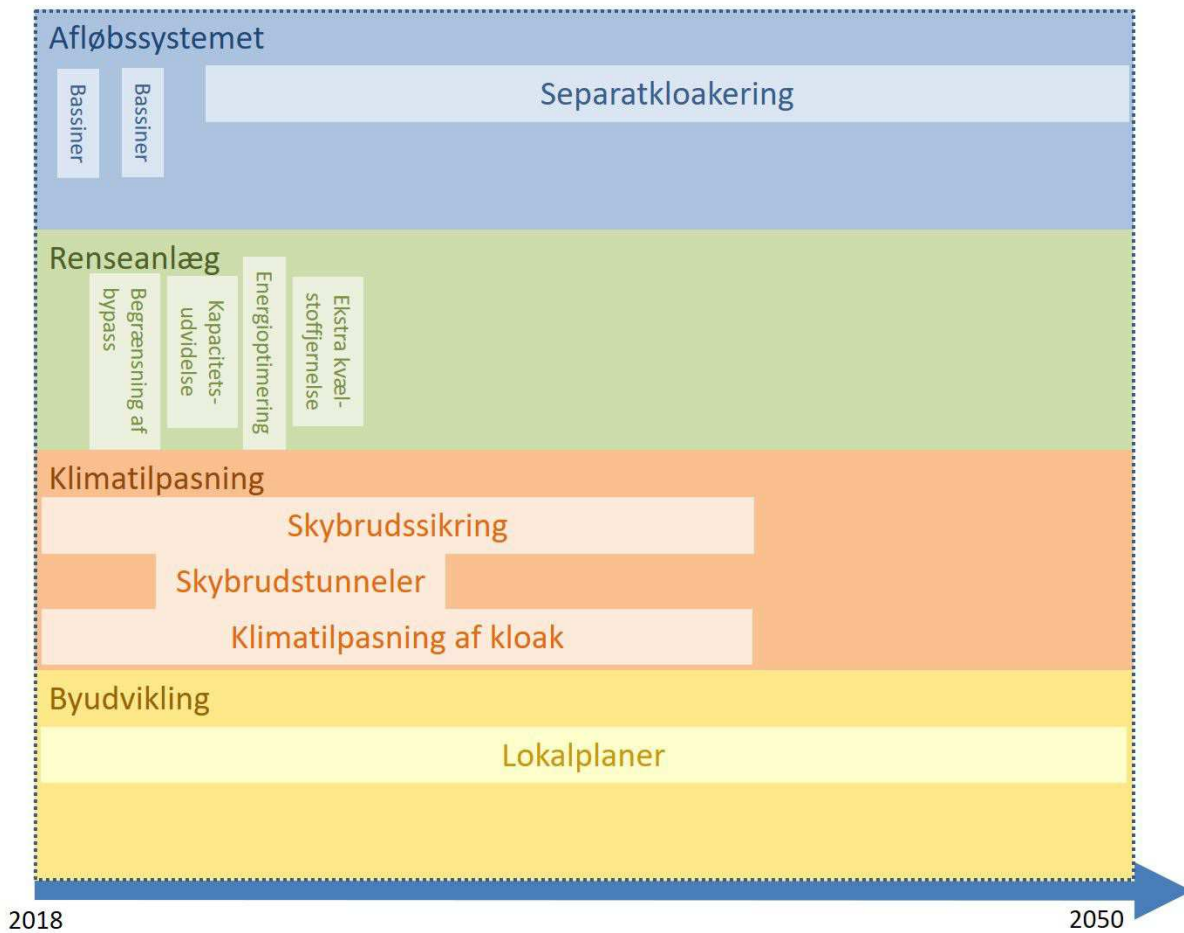 Afløbssystemet
Bassiner
Bassiner
Separatkloakering
Renseanlæg
Begrænsning af
bypass
Kapacitets-
udvidelse
Energioptimering
Ekstra kvæl-
stoffjernelse
Klimatilpasning
Skybrudssikring
Skybrudstunneler
Klimatilpasning af kloak
Byudvikling
Lokalplaner
2018
2050